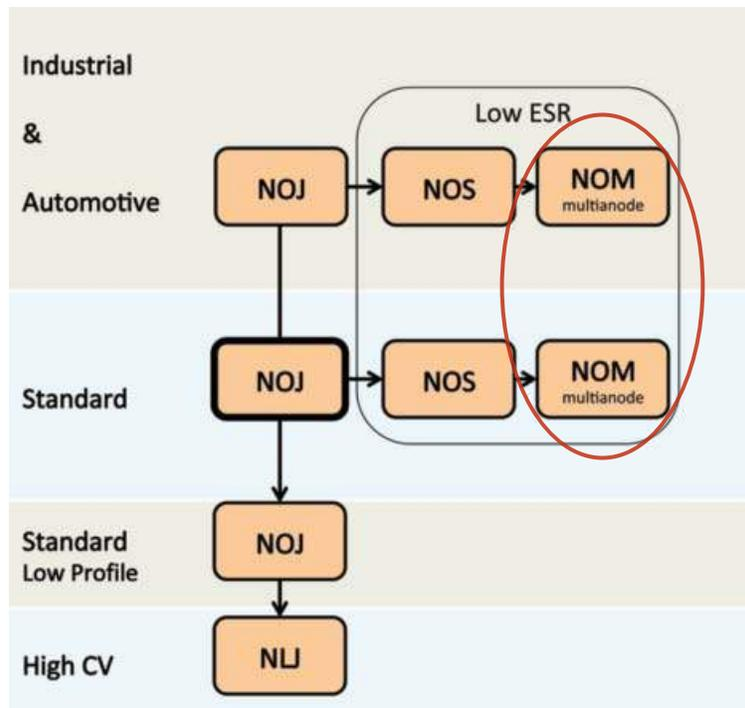 Industrial
&
Automotive
Low ESR
NOJ
NOS
NOM
multianode
Standard
NOJ
NOS
NOM
multianode
Standard
Low Profile
NOJ
High CV
NLJ